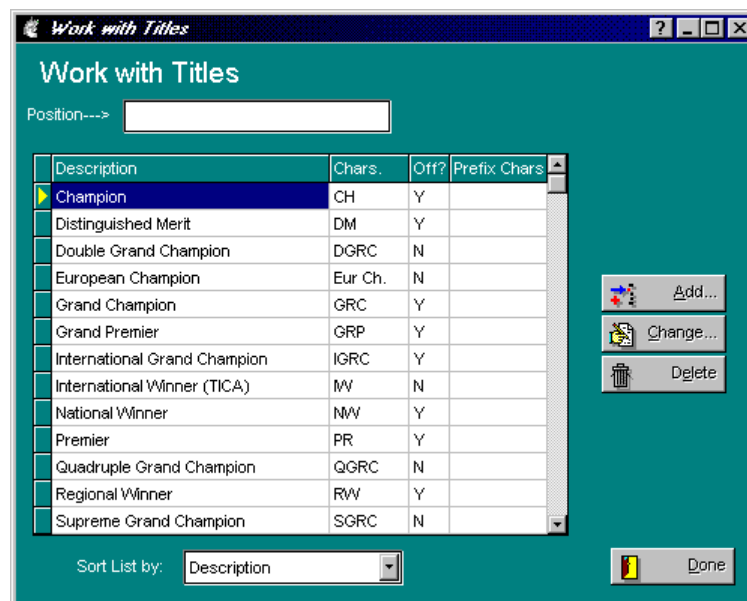 Work with Titles
Work with Titles
Position--->
Description Chars. Off? Prefix Chars
Champion CH Y
Distinguished Merit DM Y
Double Grand Champion DGRC N
European Champion Eur Ch. N
Grand Champion GRC Y
Grand Premier GRP Y
International Grand Champion IGRC Y
International Winner (TICA) IW N
National Winner NW Y
Premier PR Y
Quadruple Grand Champion QGRC N
Regional Winner RW Y
Supreme Grand Champion SGRC N
Add...
Change...
Delete
Sort List by: Description
Done